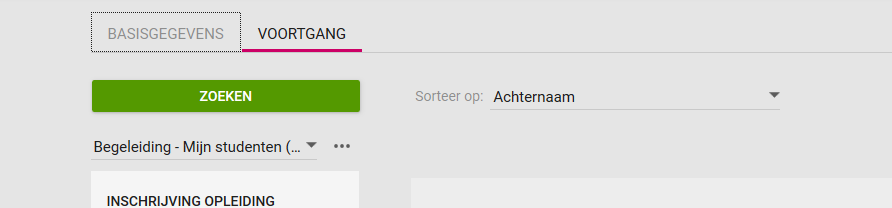 BASISGEGEVENS
VOORTGANG
ZOEKEN
Sorteer op: Achternaam
Begeleiding - Mijn studenten (...
INSCHRIJVING OPLEIDING